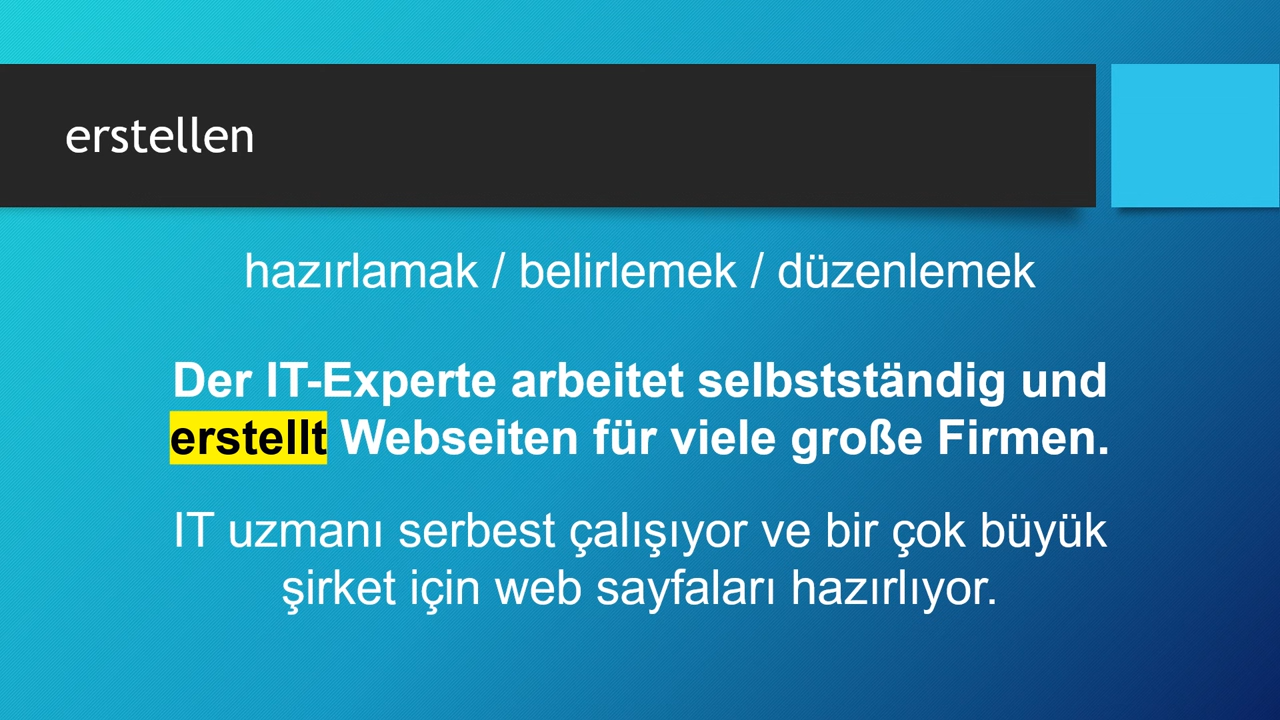 erstellen
hazırlamak / belirlemek / düzenlemek
Der IT-Experte arbeitet selbstständig und
erstellt Webseiten für viele große Firmen.
IT uzmanı serbest çalışıyor ve bir çok büyük
şirket için web sayfaları hazırlıyor.